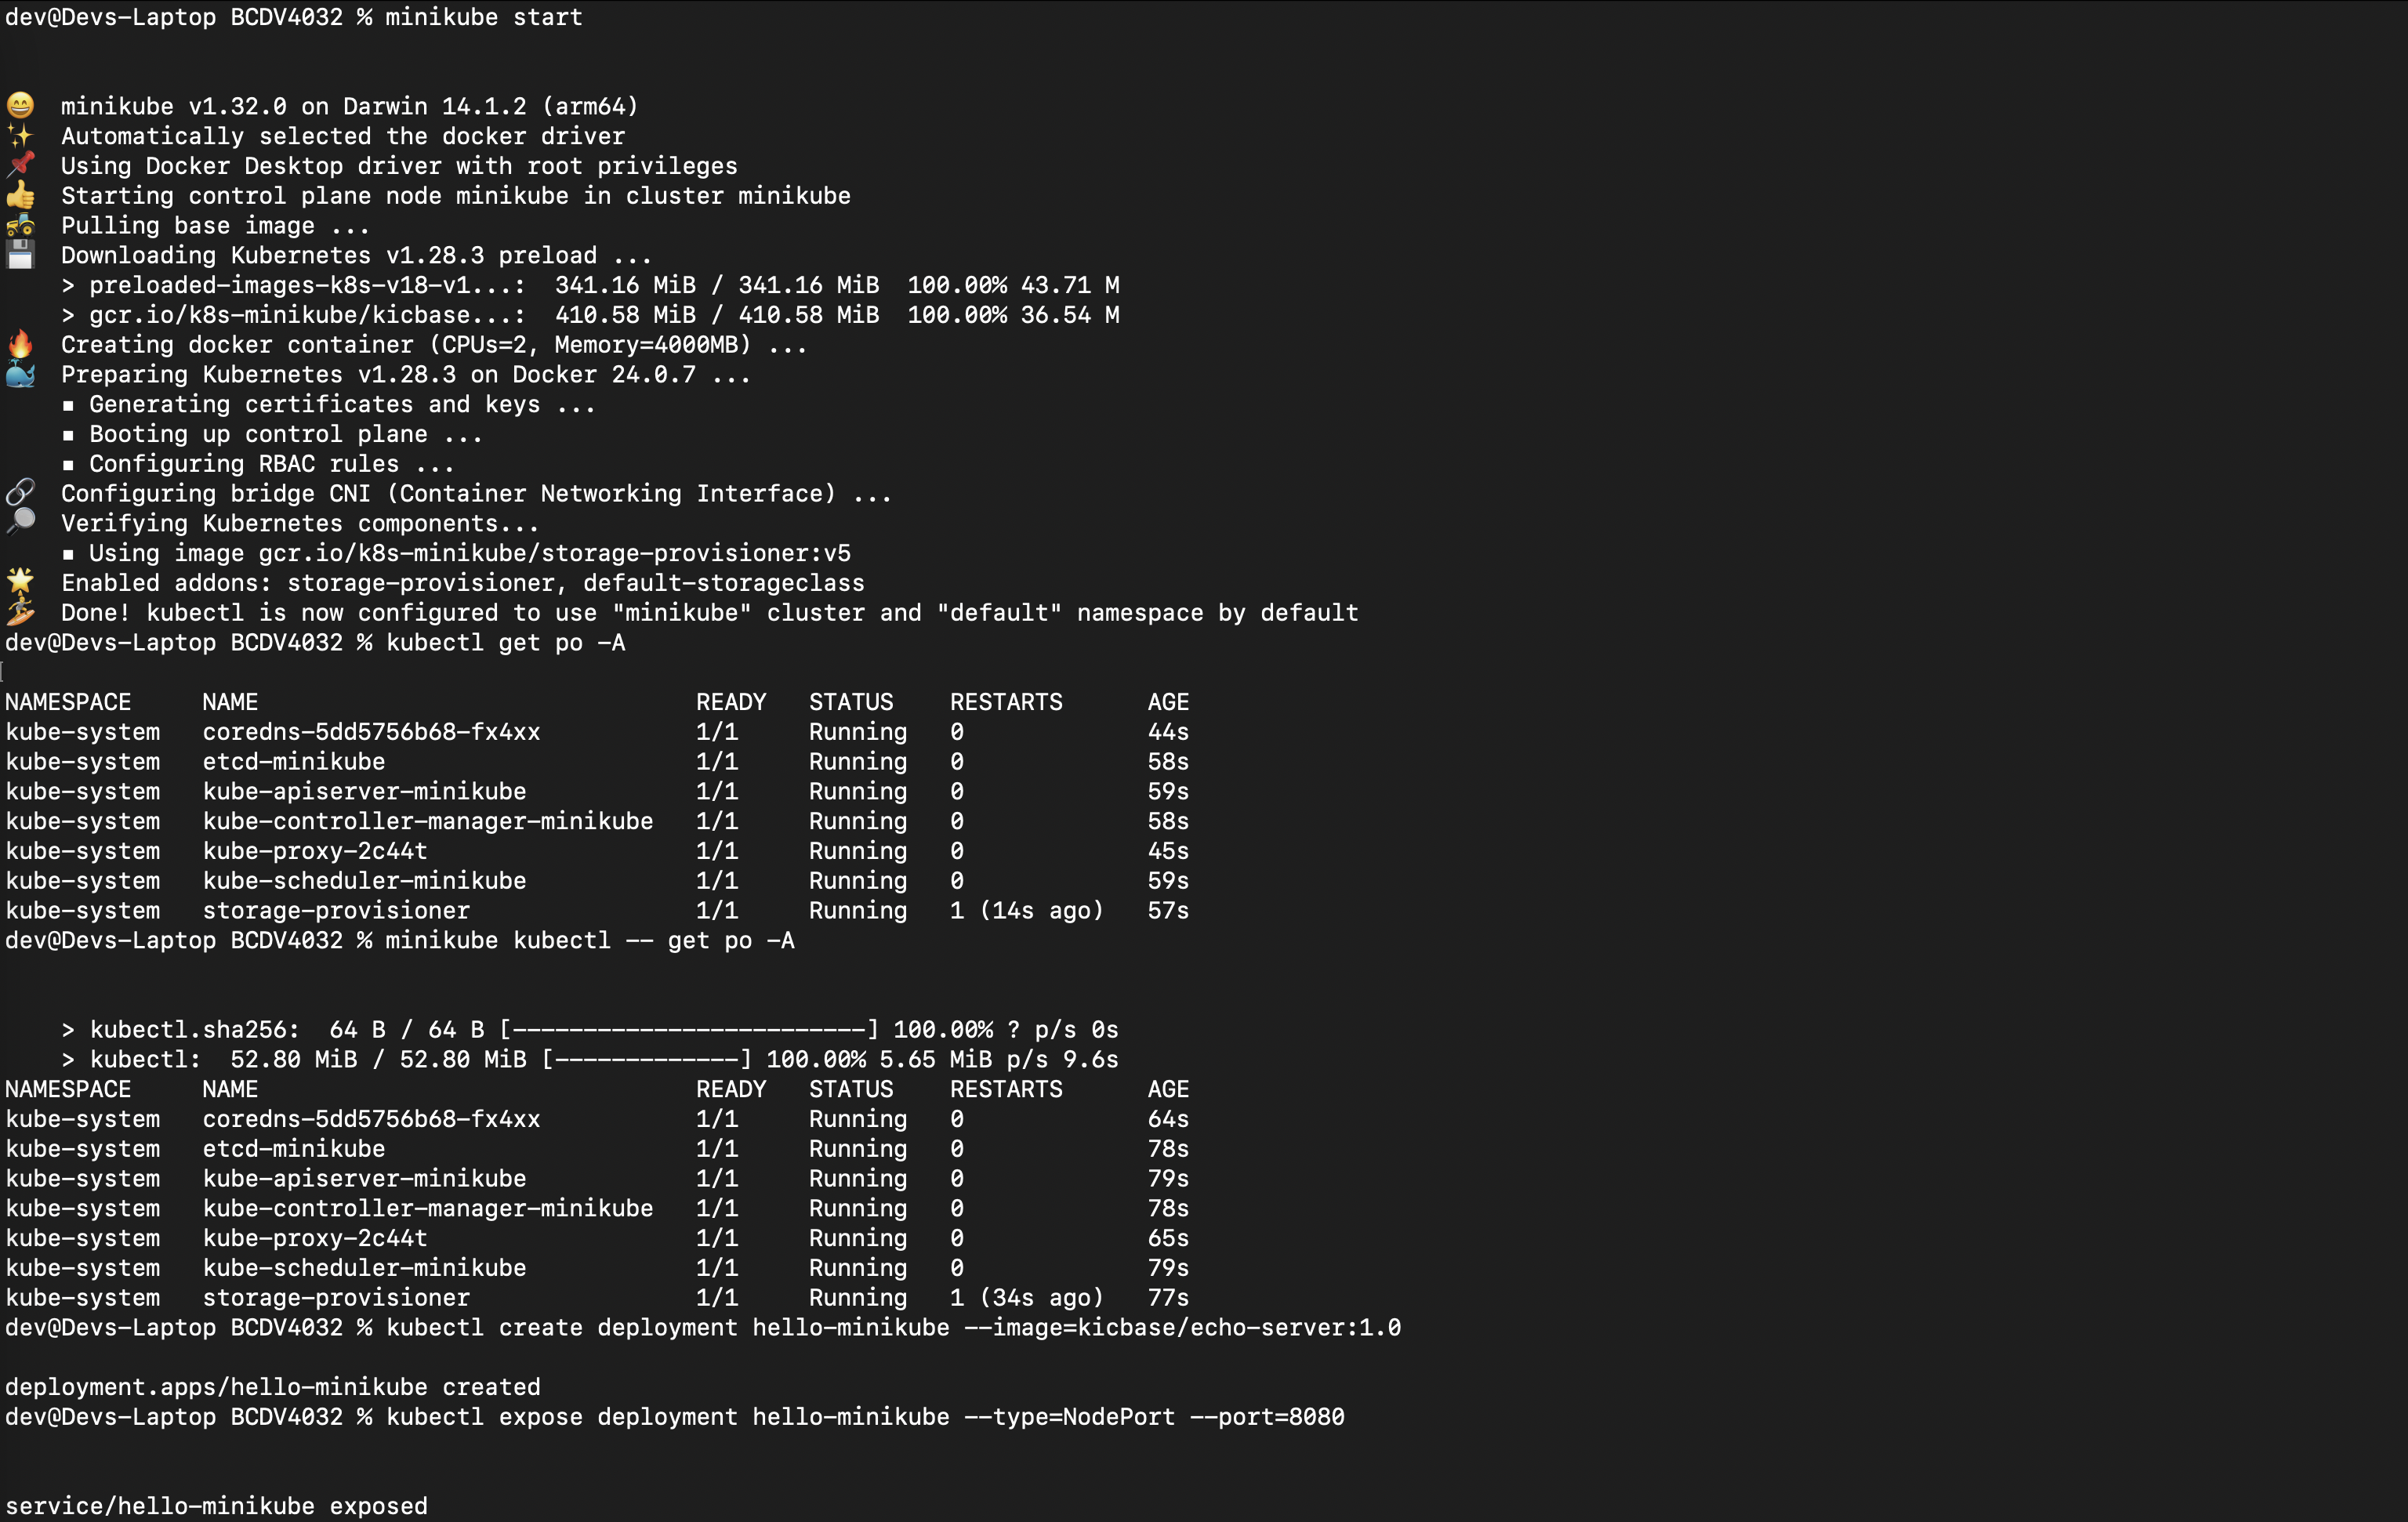 dev@Devs-Laptop BCDV4032 % minikube start
😄  minikube v1.32.0 on Darwin 14.1.2 (arm64)
✨  Automatically selected the docker driver
📌  Using Docker Desktop driver with root privileges
👍  Starting control plane node minikube in cluster minikube
🚜  Pulling base image ...
💾  Downloading Kubernetes v1.28.3 preload ...
    > preloaded-images-k8s-v18-v1...:  341.16 MiB / 341.16 MiB  100.00% 43.71 M
    > gcr.io/k8s-minikube/kicbase...:  410.58 MiB / 410.58 MiB  100.00% 36.54 M
🔥  Creating docker container (CPUs=2, Memory=4000MB) ...
🐳  Preparing Kubernetes v1.28.3 on Docker 24.0.7 ...
    ▪ Generating certificates and keys ...
    ▪ Booting up control plane ...
    ▪ Configuring RBAC rules ...
🔗  Configuring bridge CNI (Container Networking Interface) ...
🔎  Verifying Kubernetes components...
    ▪ Using image gcr.io/k8s-minikube/storage-provisioner:v5
🌟  Enabled addons: storage-provisioner, default-storageclass
🏄  Done! kubectl is now configured to use "minikube" cluster and "default" namespace by default
dev@Devs-Laptop BCDV4032 % kubectl get po -A
NAMESPACE     NAME                               READY   STATUS    RESTARTS      AGE
kube-system   coredns-5dd5756b68-fx4xx           1/1     Running   0             44s
kube-system   etcd-minikube                      1/1     Running   0             58s
kube-system   kube-apiserver-minikube            1/1     Running   0             59s
kube-system   kube-controller-manager-minikube   1/1     Running   0             58s
kube-system   kube-proxy-2c44t                   1/1     Running   0             45s
kube-system   kube-scheduler-minikube            1/1     Running   0             59s
kube-system   storage-provisioner                1/1     Running   1 (14s ago)   57s
dev@Devs-Laptop BCDV4032 % minikube kubectl -- get po -A
    > kubectl.sha256:  64 B / 64 B [-------------------------] 100.00% ? p/s 0s
    > kubectl:  52.80 MiB / 52.80 MiB [-------------] 100.00% 5.65 MiB p/s 9.6s
NAMESPACE     NAME                               READY   STATUS    RESTARTS      AGE
kube-system   coredns-5dd5756b68-fx4xx           1/1     Running   0             64s
kube-system   etcd-minikube                      1/1     Running   0             78s
kube-system   kube-apiserver-minikube            1/1     Running   0             79s
kube-system   kube-controller-manager-minikube   1/1     Running   0             78s
kube-system   kube-proxy-2c44t                   1/1     Running   0             65s
kube-system   kube-scheduler-minikube            1/1     Running   0             79s
kube-system   storage-provisioner                1/1     Running   1 (34s ago)   77s
dev@Devs-Laptop BCDV4032 % kubectl create deployment hello-minikube --image=kicbase/echo-server:1.0
deployment.apps/hello-minikube created
dev@Devs-Laptop BCDV4032 % kubectl expose deployment hello-minikube --type=NodePort --port=8080
service/hello-minikube exposed